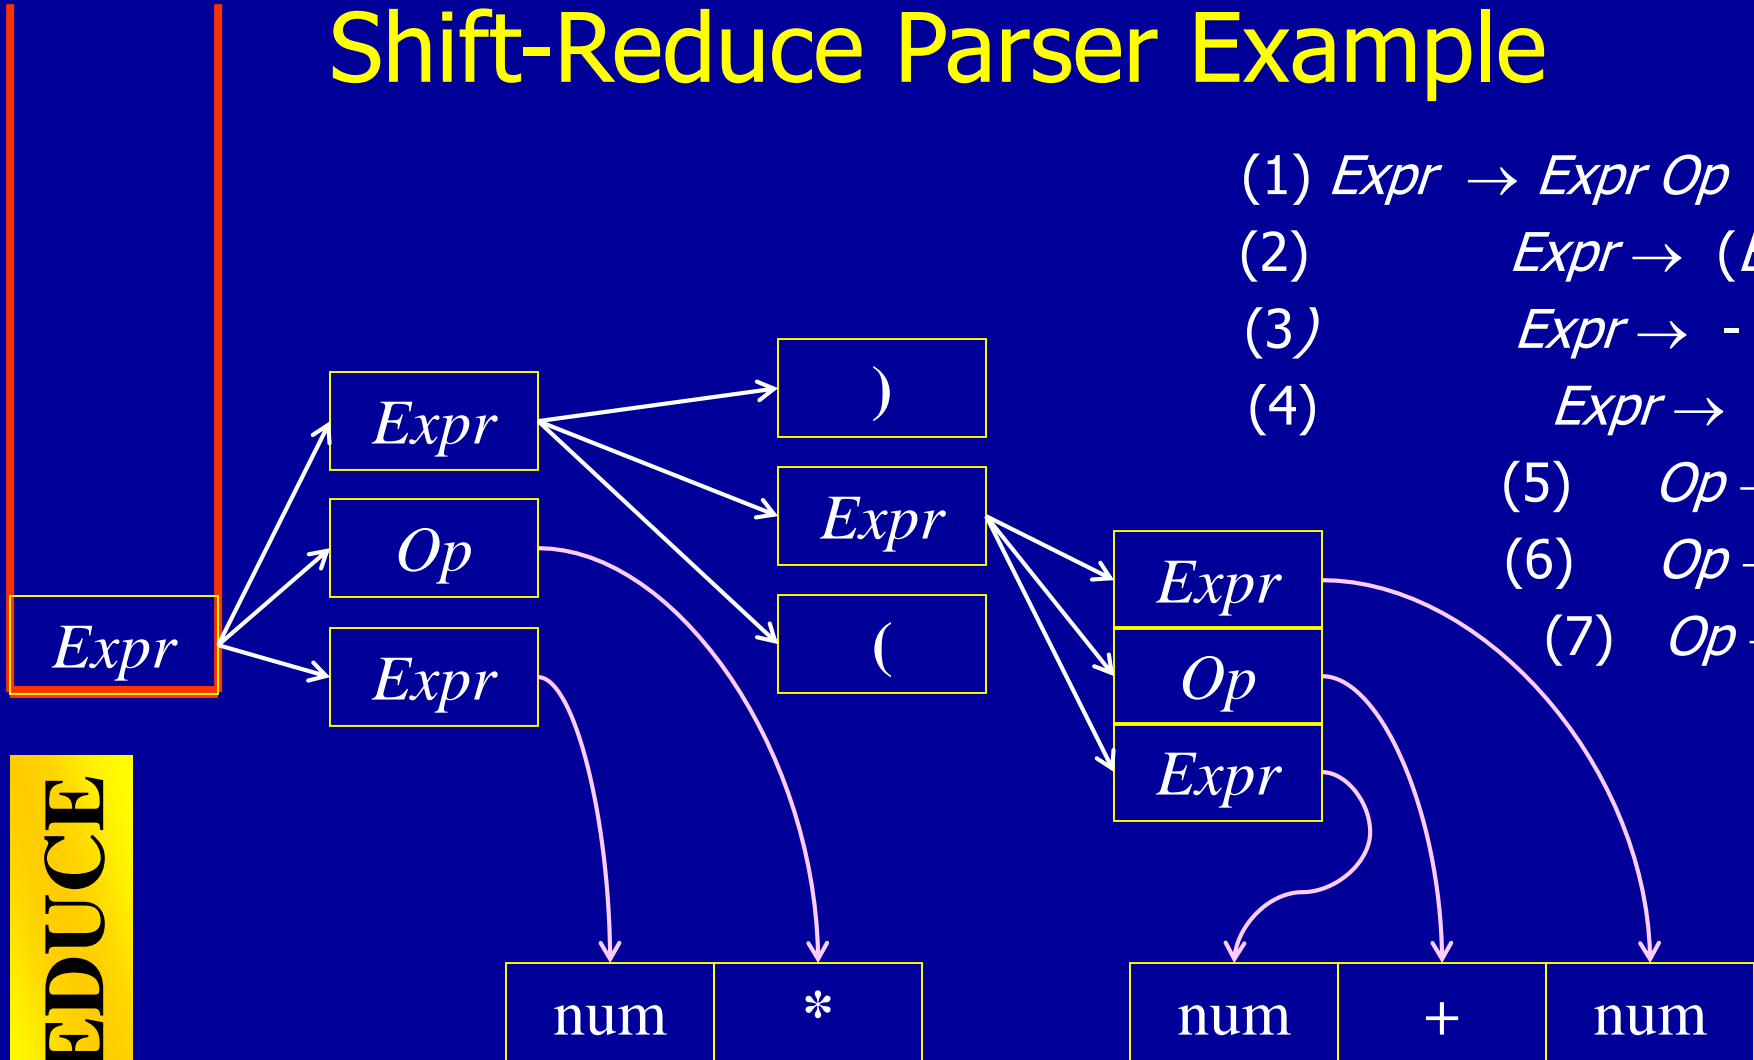 Shift-Reduce Parser Example
(1) Expr → Expr Op
(2) Expr → (
(3) Expr → -
(4) Expr →
(5) Op
(6) Op
(7) Op
)
Expr
Expr
Op
Expr
Op
(
Expr
Expr
Expr
EDUCE
num * num + num